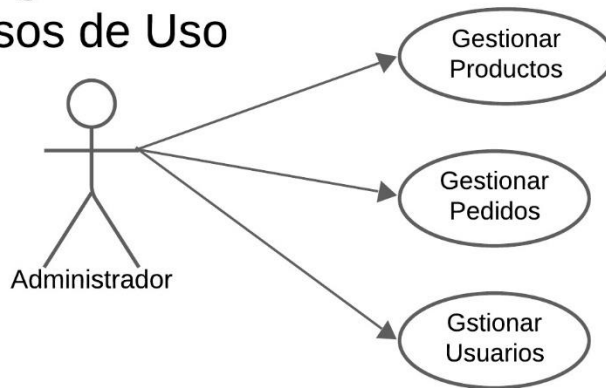 sos de Uso
Gestionar
Productos
Gestionar
Pedidos
Administrador
Gstionar
Usuarios